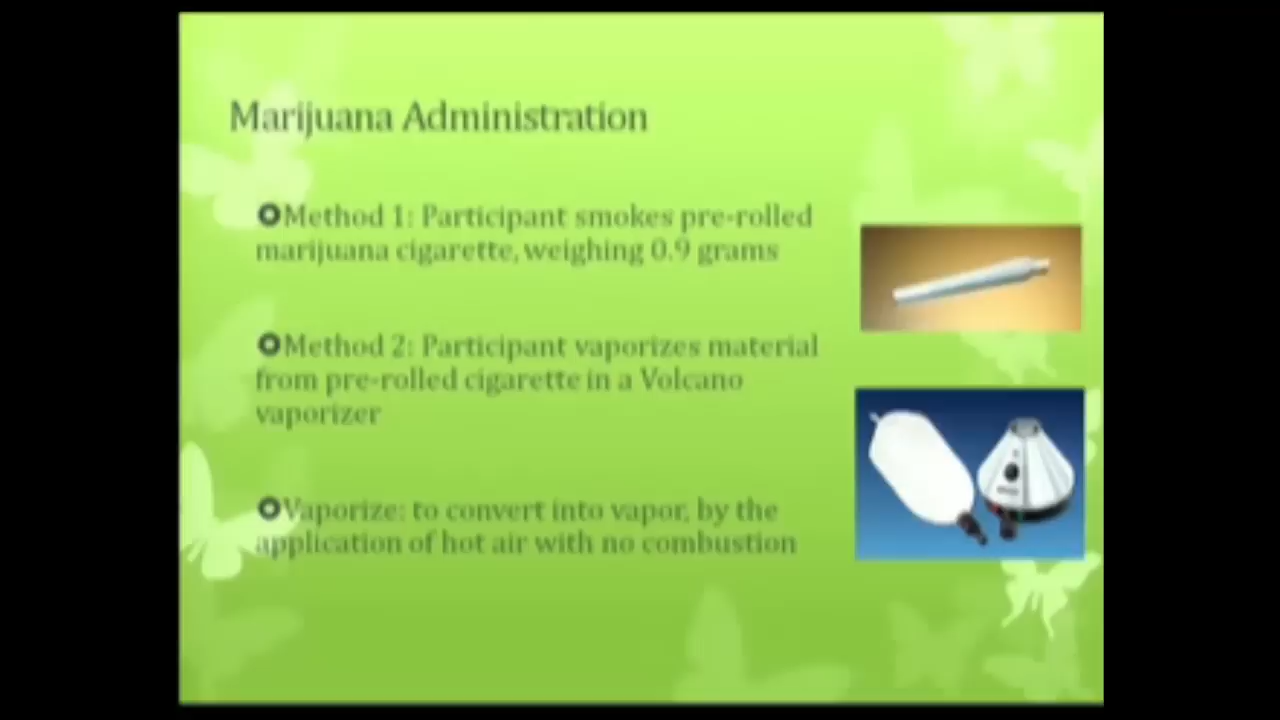 Marijuana Administration
Method 1: Participant smokes pre-rolled
marijuana cigarette, weighing 0.9 grams
Method 2: Participant vaporizes material
from pre-rolled cigarette in a Volcano
vaporizer
Vaporize: to convert into vapor, by the
application of hot air with no combustion